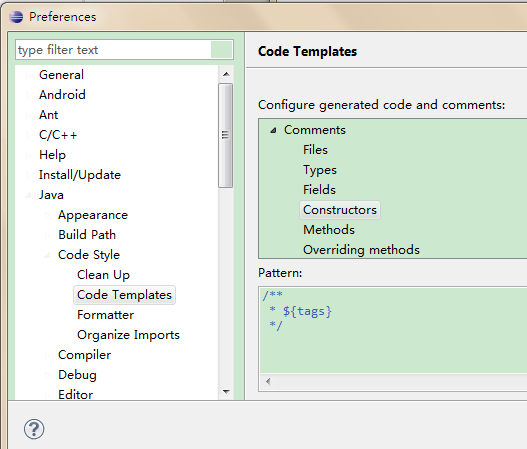 Preferences
type filter text
General
Android
Ant
C/C++
Help
Install/Update
Java
Appearance
Build Path
Code Style
Clean Up
Code Templates
Formatter
Organize Imports
Compiler
Debug
Editor
Code Templates
Configure generated code and comments:
Comments
Files
Types
Fields
Constructors
Methods
Overriding methods
Pattern:
/**
* ${tags}
*/
?